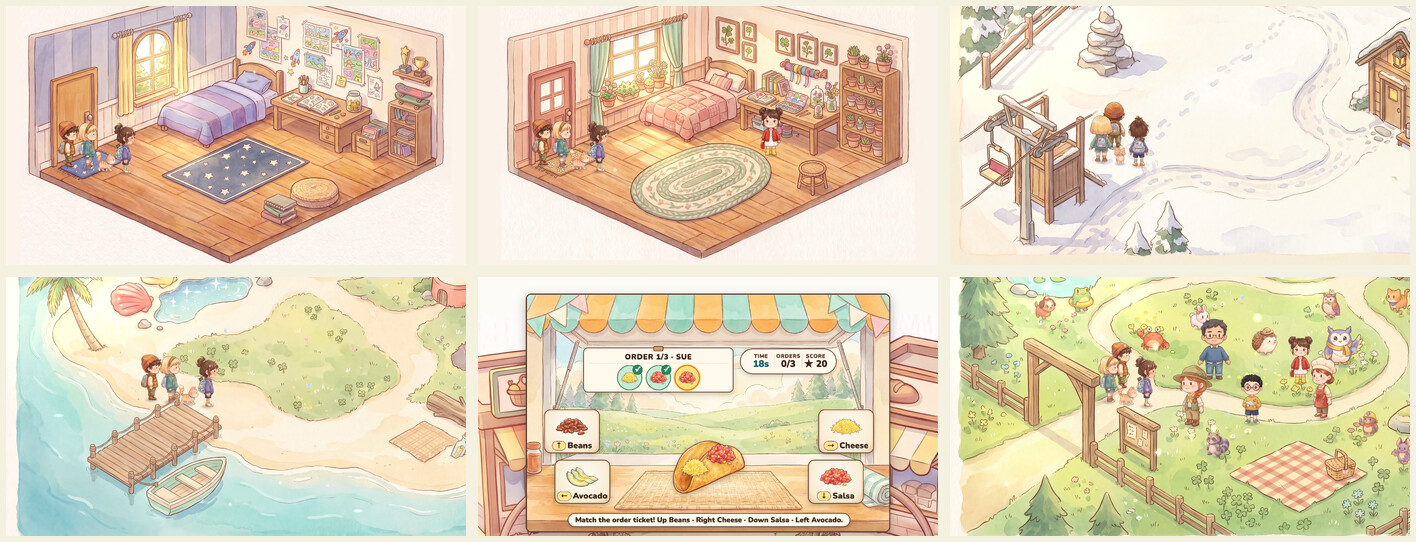 ORDER 1/3 · SUE
TIME ORDERS SCORE
18s 0/3 ★ 20
↑ Beans
→ Cheese
← Avocado
↓ Salsa
Match the order ticket! Up Beans · Right Cheese · Down Salsa · Left Avocado.